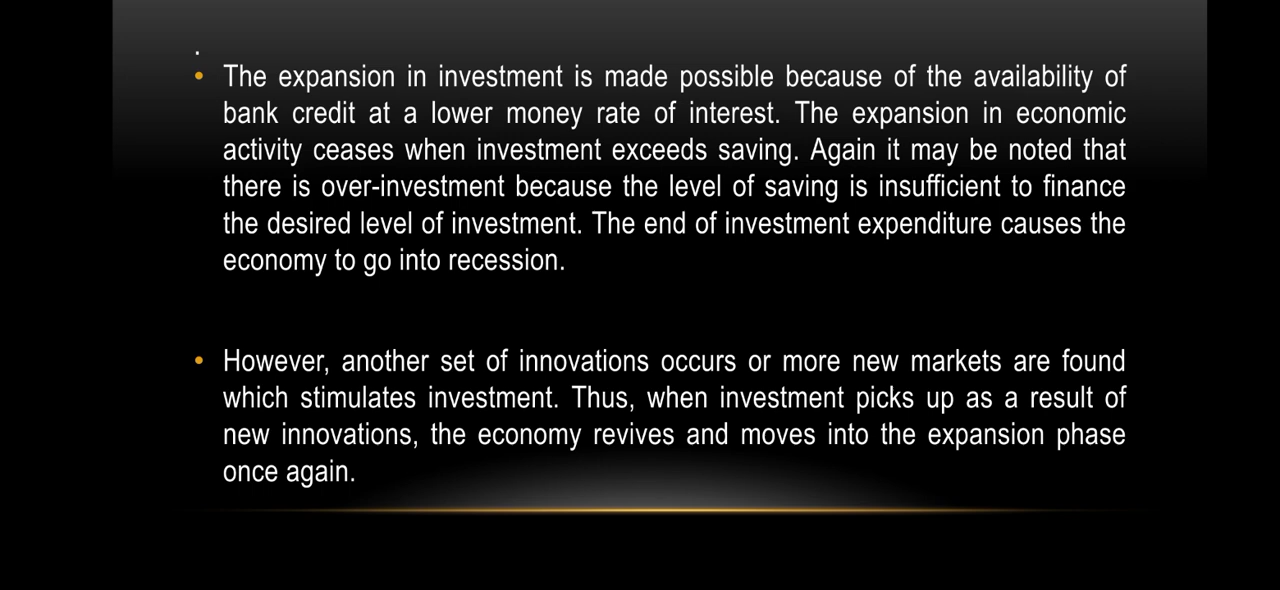 .
• The expansion in investment is made possible because of the availability of
bank credit at a lower money rate of interest. The expansion in economic
activity ceases when investment exceeds saving. Again it may be noted that
there is over-investment because the level of saving is insufficient to finance
the desired level of investment. The end of investment expenditure causes the
economy to go into recession.
• However, another set of innovations occurs or more new markets are found
which stimulates investment. Thus, when investment picks up as a result of
new innovations, the economy revives and moves into the expansion phase
once again.